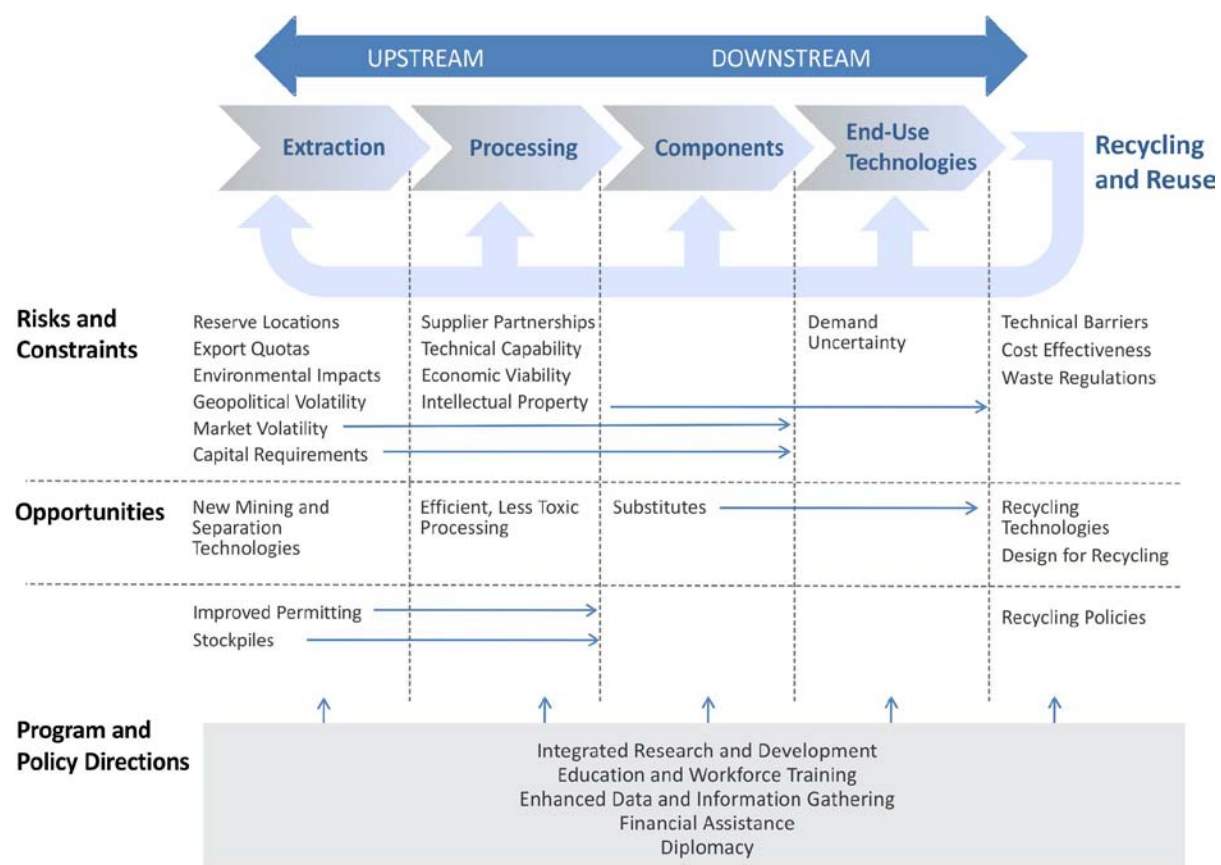 UPSTREAM DOWNSTREAM
Extraction
Processing
Components
End-Use
Technologies
Recycling
and Reuse
Risks and
Constraints
Reserve Locations
Export Quotas
Environmental Impacts
Geopolitical Volatility
Market Volatility
Capital Requirements
Supplier Partnerships
Technical Capability
Economic Viability
Intellectual Property
Demand
Uncertainty
Technical Barriers
Cost Effectiveness
Waste Regulations
Opportunities
New Mining and
Separation
Technologies
Efficient, Less Toxic
Processing
Substitutes
Recycling
Technologies
Design for Recycling
Improved Permitting
Stockpiles
Recycling Policies
Program and
Policy Directions
Integrated Research and Development
Education and Workforce Training
Enhanced Data and Information Gathering
Financial Assistance
Diplomacy